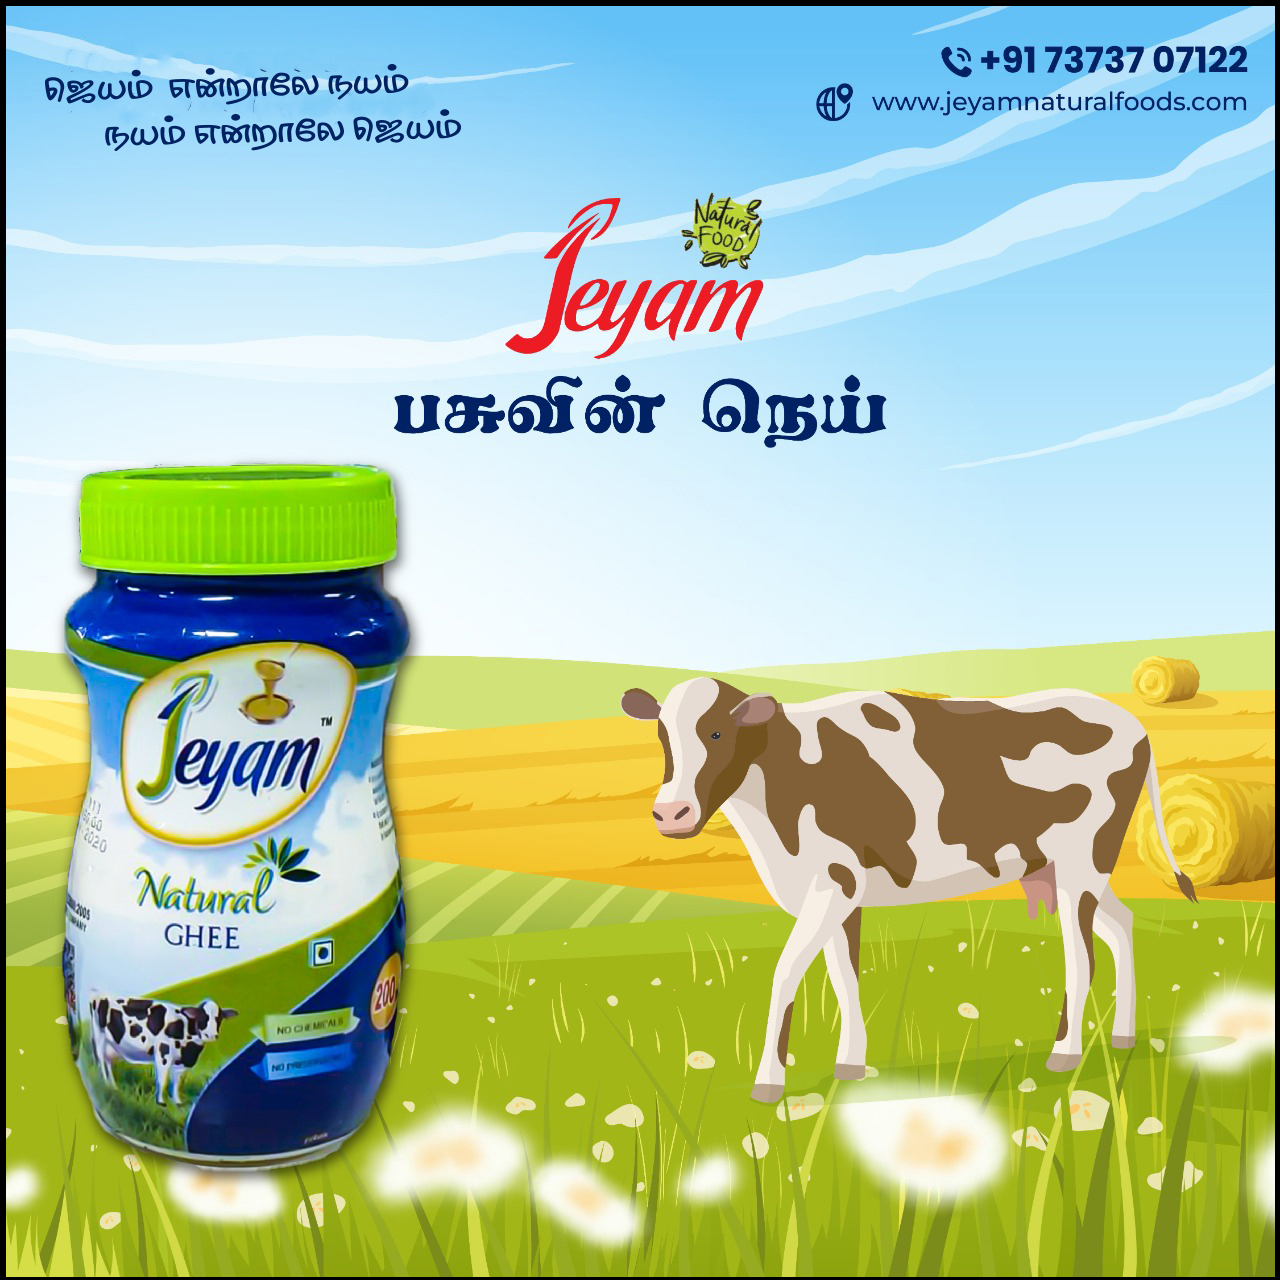 ஜெயம் என்றாலே நயம்
நயம் என்றாலே ஜெயம்
+91 73737 07122
www.jeyamnaturalfoods.com
Natural
FOOD
Jeyam
பசுவின் நெய்
Jeyam TM
Natural
GHEE
200
NO CHEMICALS